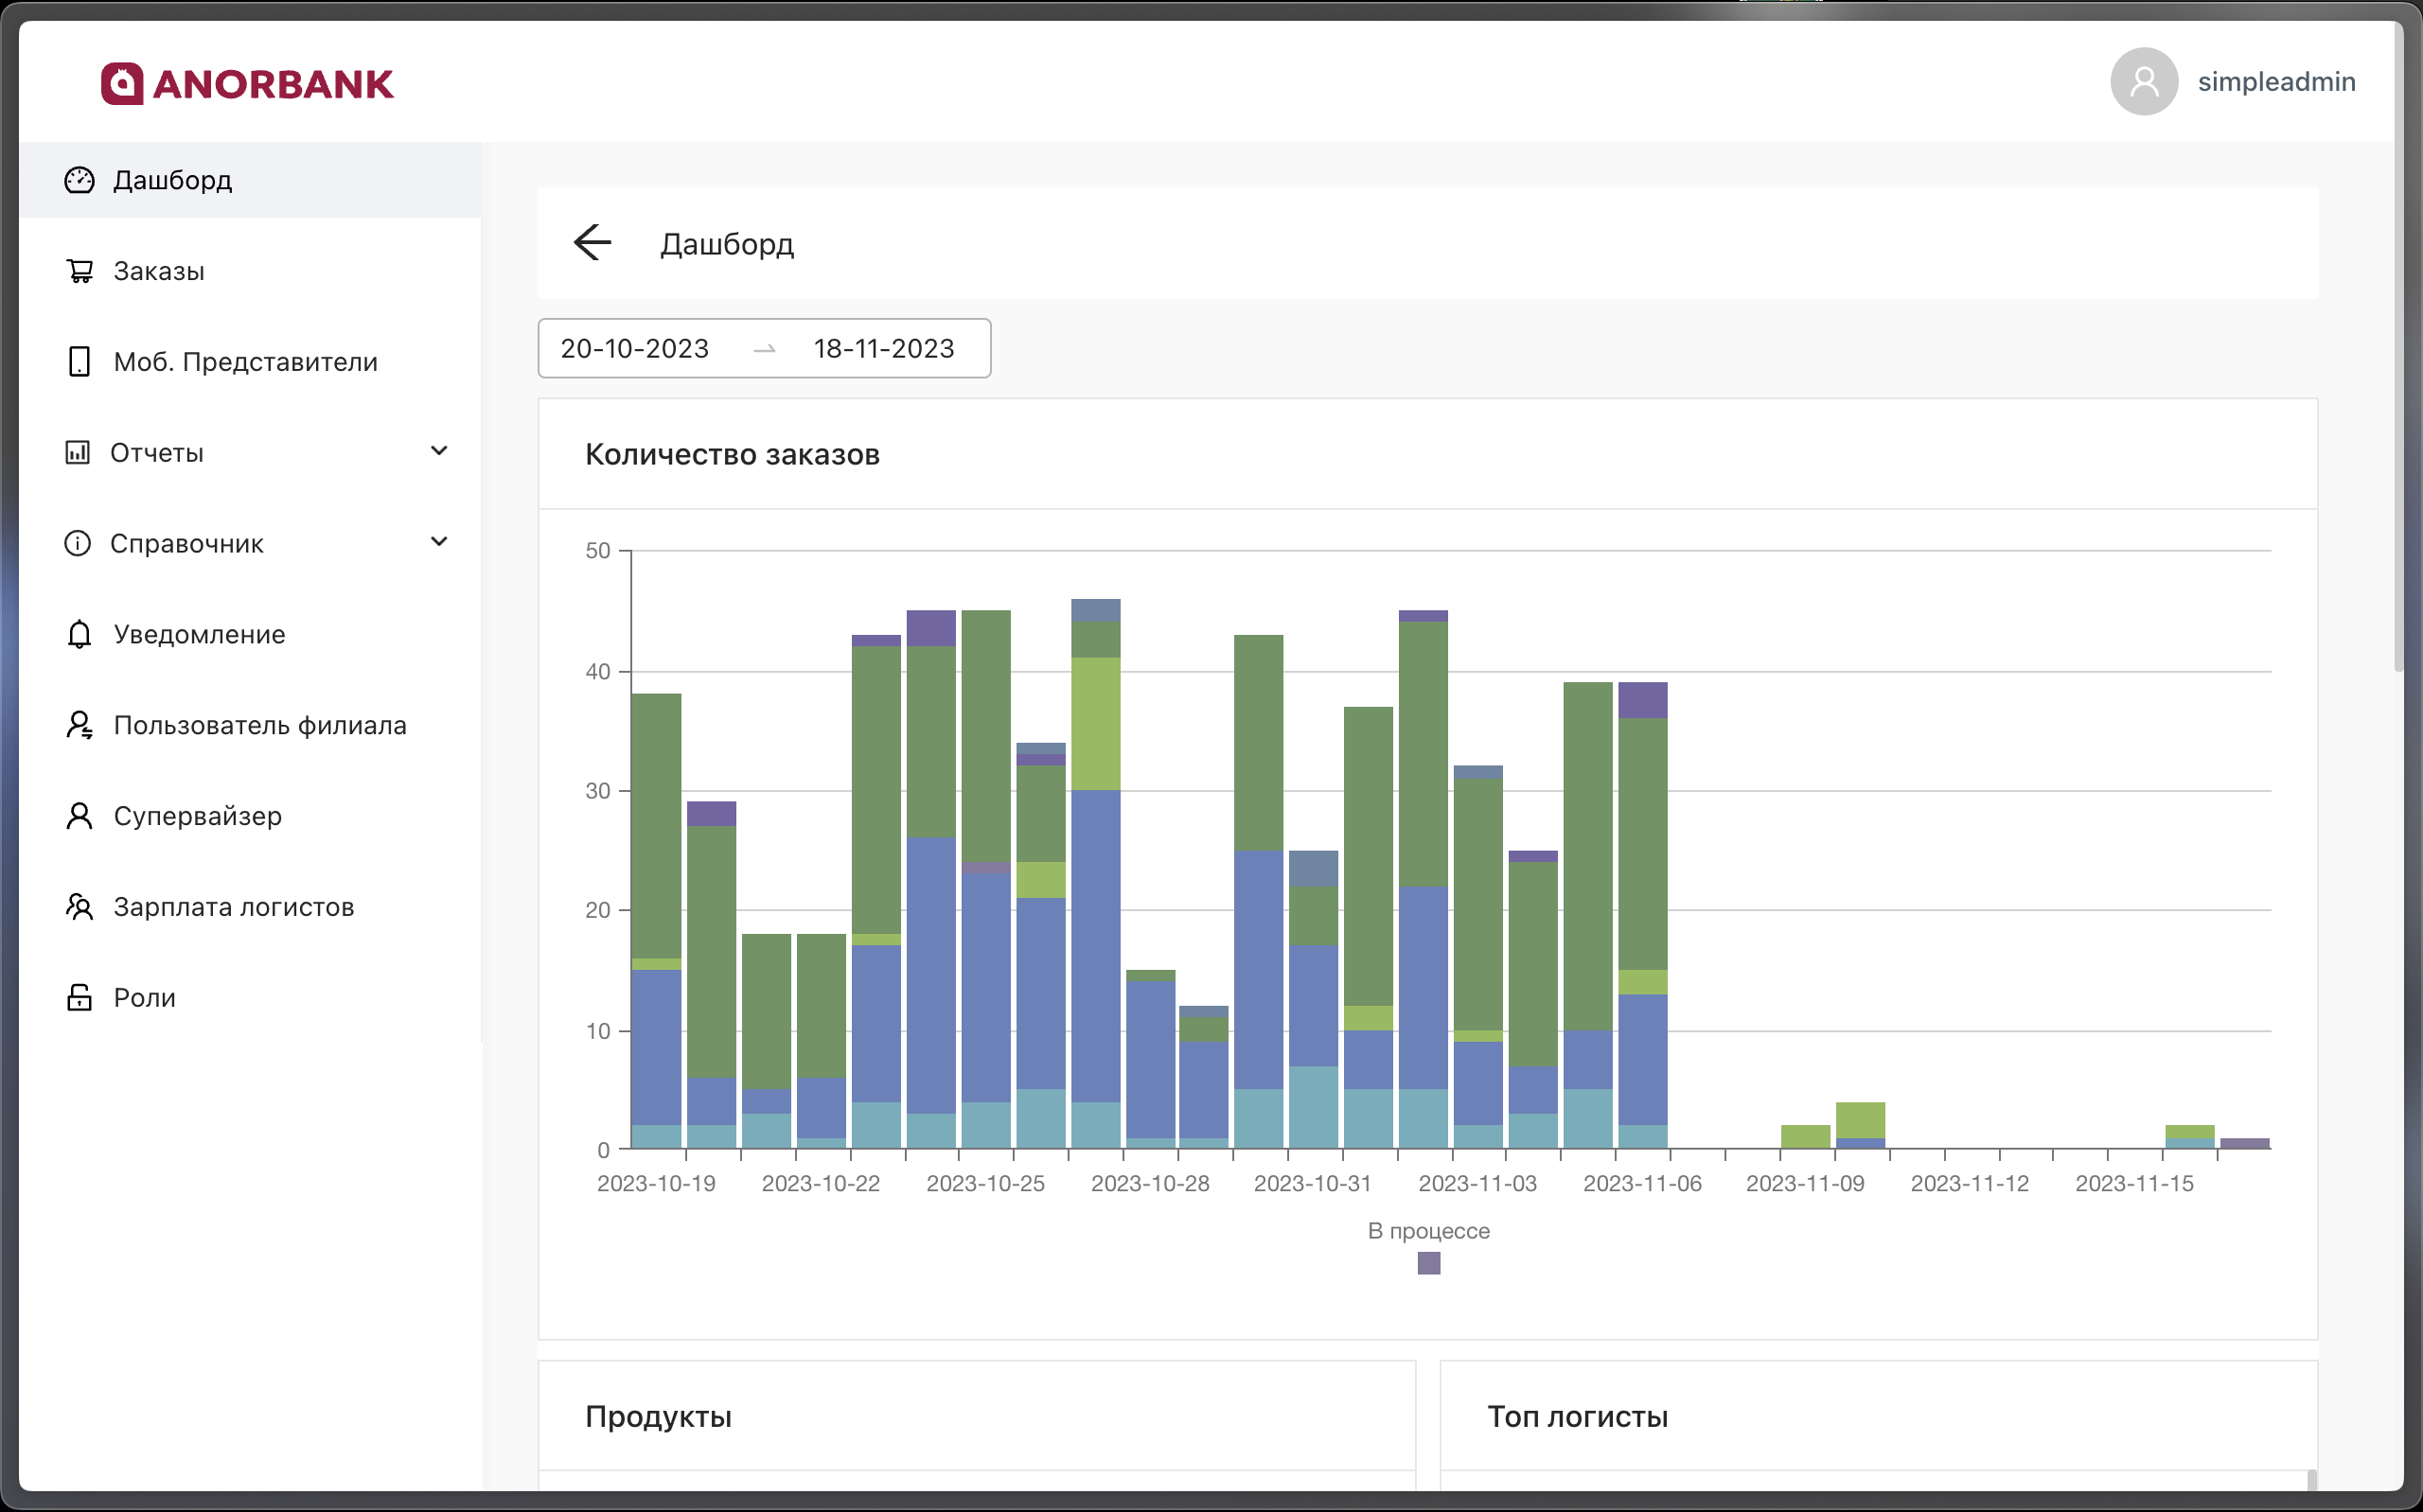 ANORBANK
simpleadmin
Дашборд
Заказы
Моб. Представители
Отчеты
Справочник
Уведомление
Пользователь филиала
Супервайзер
Зарплата логистов
Роли
Дашборд
20-10-2023 → 18-11-2023
Количество заказов
50
40
30
20
10
0
2023-10-19 2023-10-22 2023-10-25 2023-10-28 2023-10-31 2023-11-03 2023-11-06 2023-11-09 2023-11-12 2023-11-15
В процессе
Продукты
Топ логисты